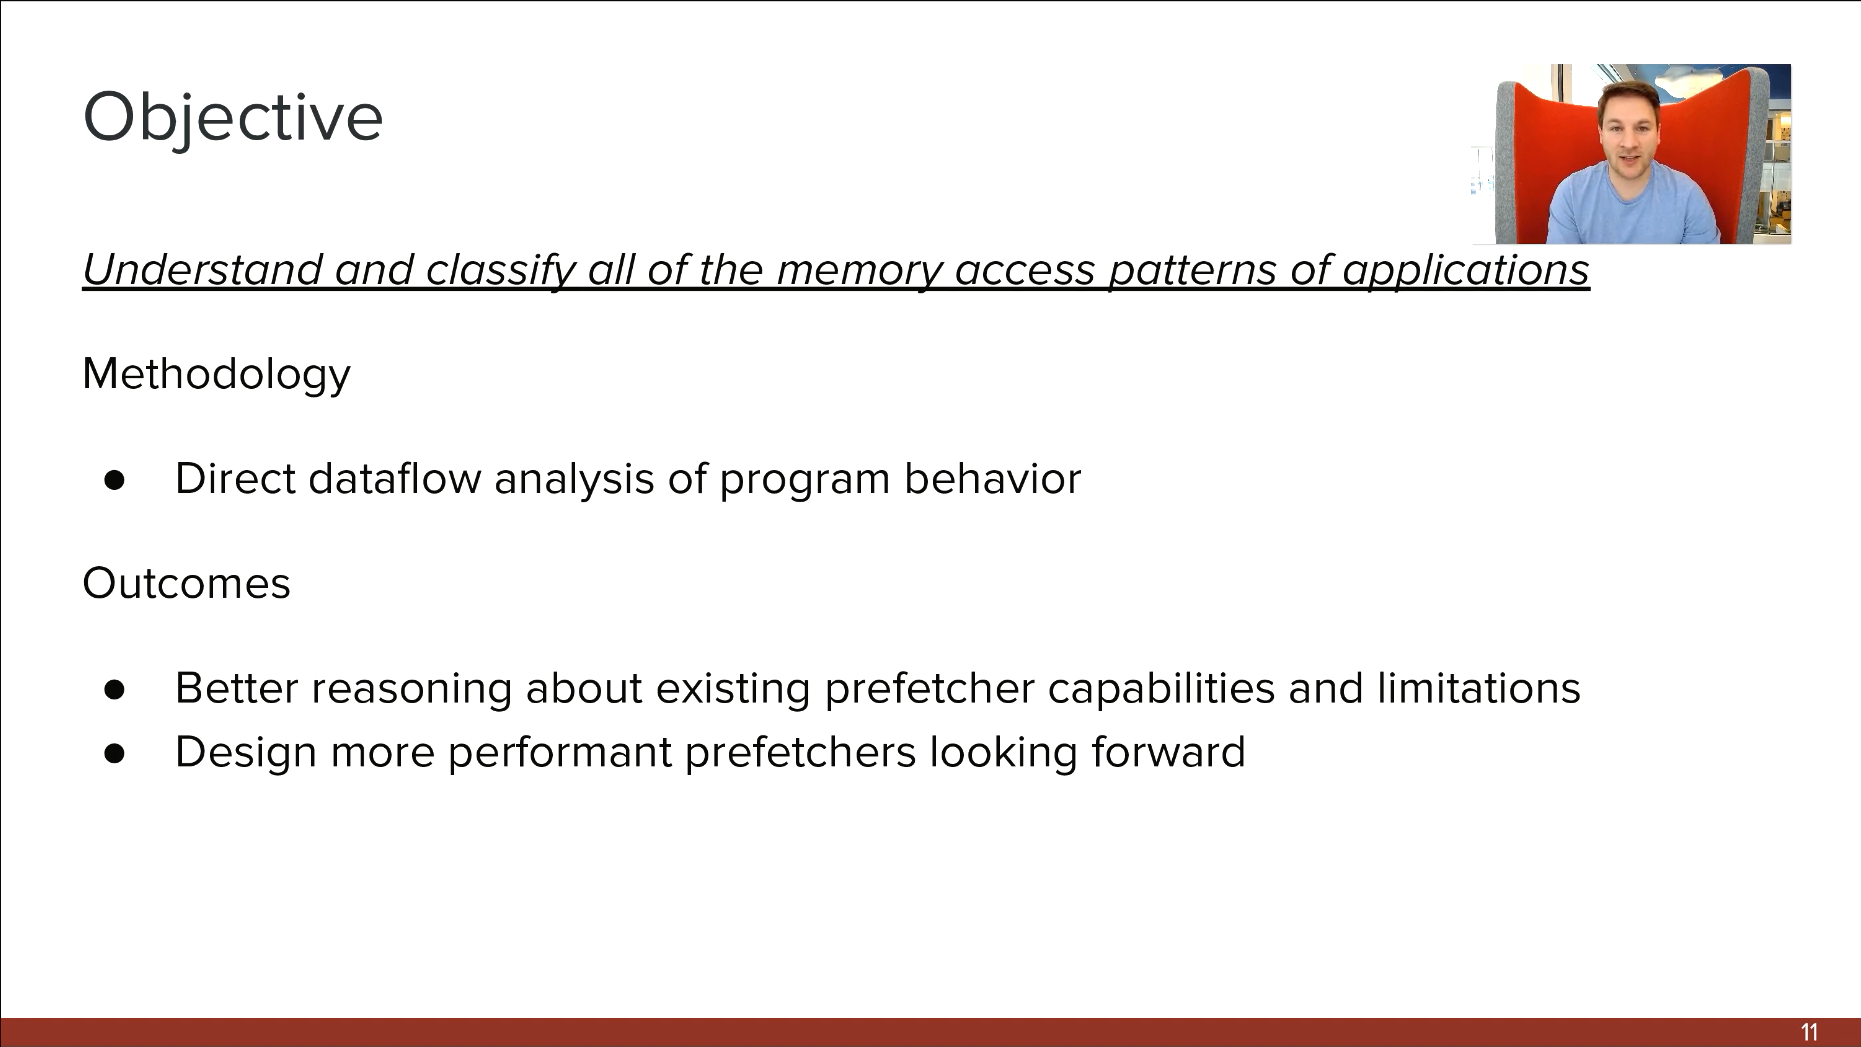 Objective
Understand and classify all of the memory access patterns of applications
Methodology
● Direct dataflow analysis of program behavior
Outcomes
● Better reasoning about existing prefetcher capabilities and limitations
● Design more performant prefetchers looking forward
11